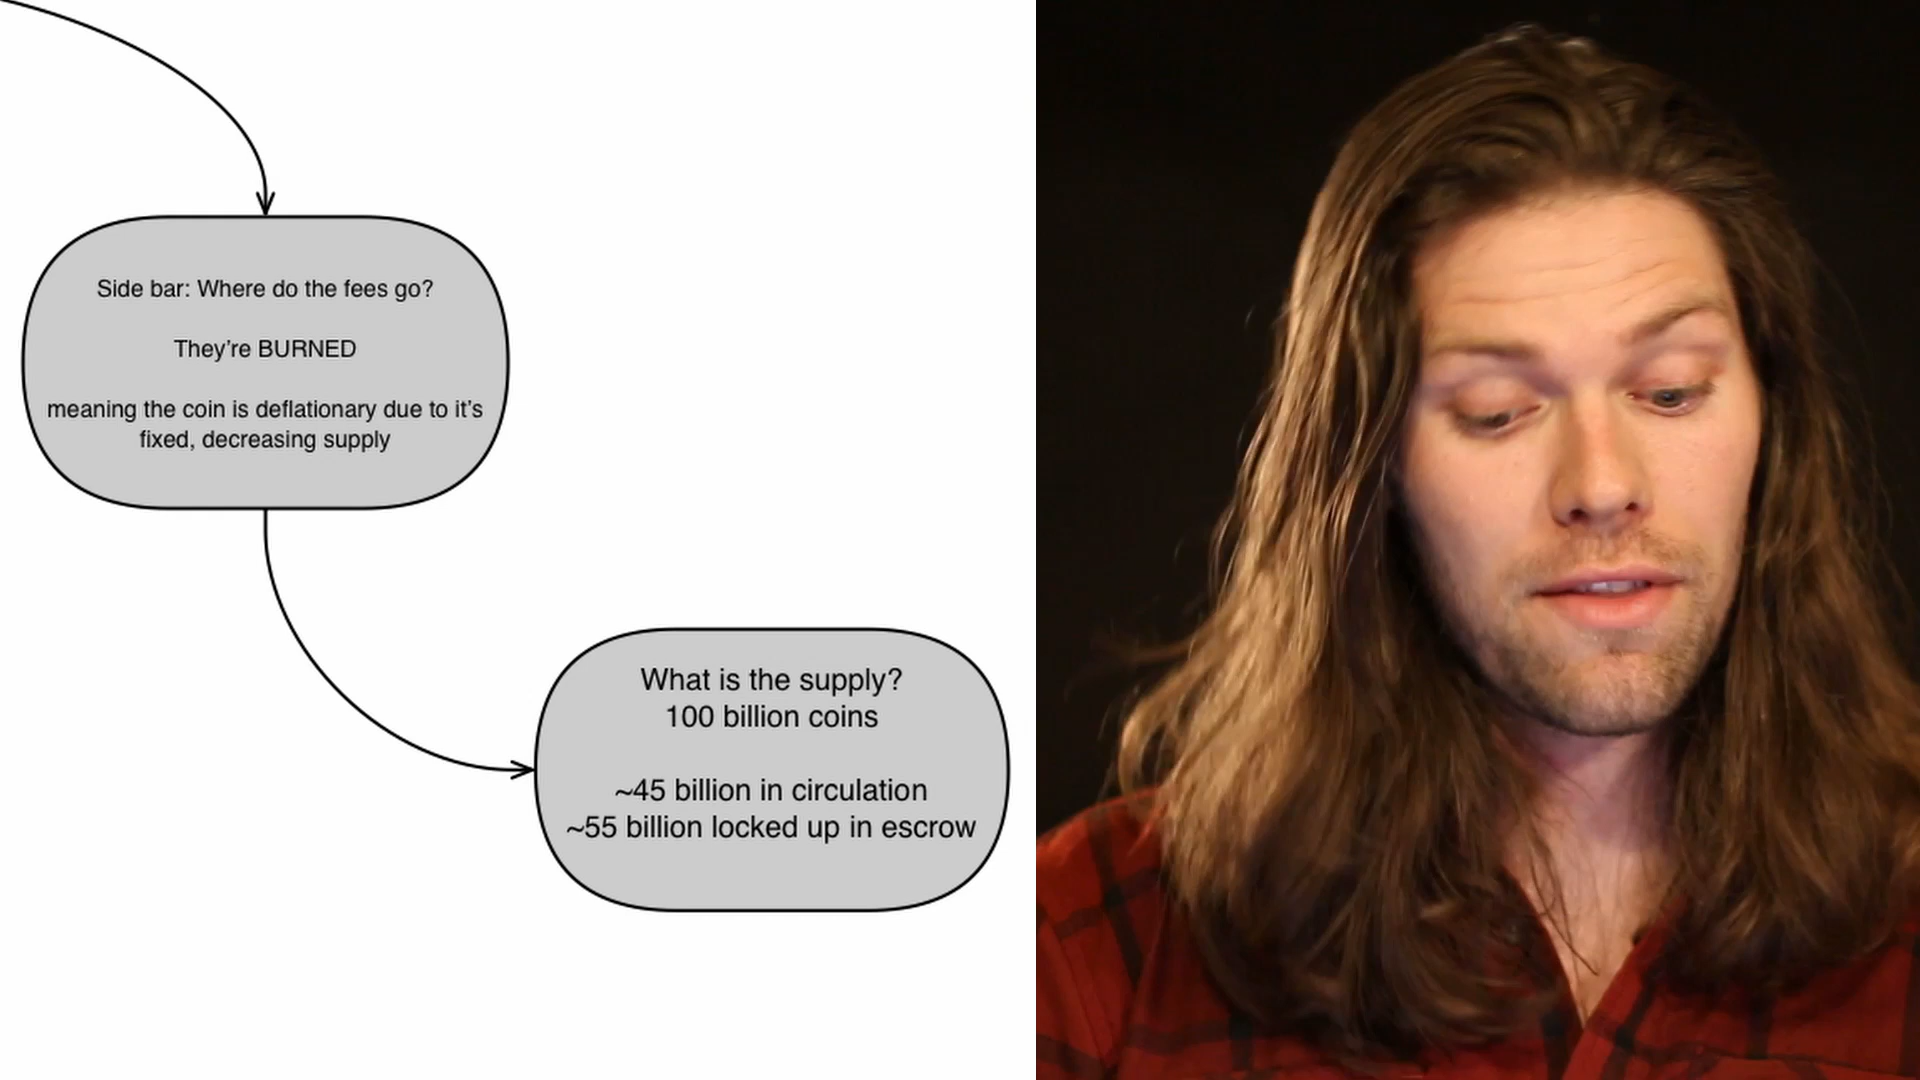 Side bar: Where do the fees go?
They're BURNED
meaning the coin is deflationary due to it's
fixed, decreasing supply
What is the supply?
100 billion coins
~45 billion in circulation
~55 billion locked up in escrow